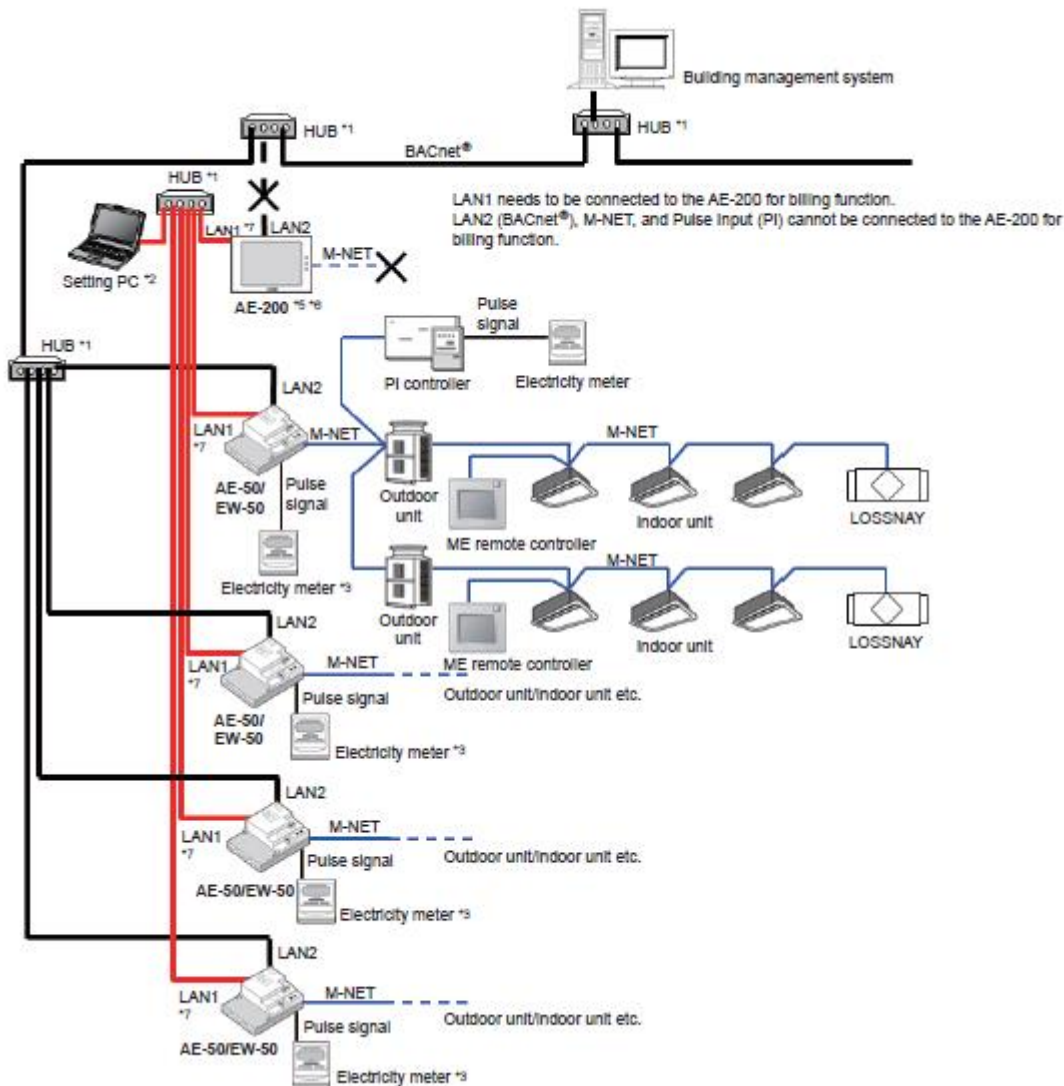 Building management system
HUB *1
HUB *1
BACnet®
HUB *1
LAN1 needs to be connected to the AE-200 for billing function.
LAN2 (BACnet®), M-NET, and Pulse Input (PI) cannot be connected to the AE-200 for
billing function.
LAN1 *7
LAN2
M-NET
Setting PC *2
AE-200 *5 *6
Pulse
signal
HUB *1
PI controller
Electricity meter
LAN2
LAN1
*7
M-NET
M-NET
AE-50/
EW-50
Pulse
signal
Outdoor
unit
Indoor unit
LOSSNAY
ME remote controller
M-NET
Electricity meter *3
Outdoor
unit
LAN2
Indoor unit
LOSSNAY
ME remote controller
LAN1
*7
M-NET
Outdoor unit/indoor unit etc.
Pulse signal
AE-50/
EW-50
Electricity meter *3
LAN2
LAN1
*7
M-NET
Outdoor unit/indoor unit etc.
Pulse signal
AE-50/EW-50
Electricity meter *3
LAN2
LAN1
*7
M-NET
Outdoor unit/indoor unit etc.
Pulse signal
AE-50/EW-50
Electricity meter *3